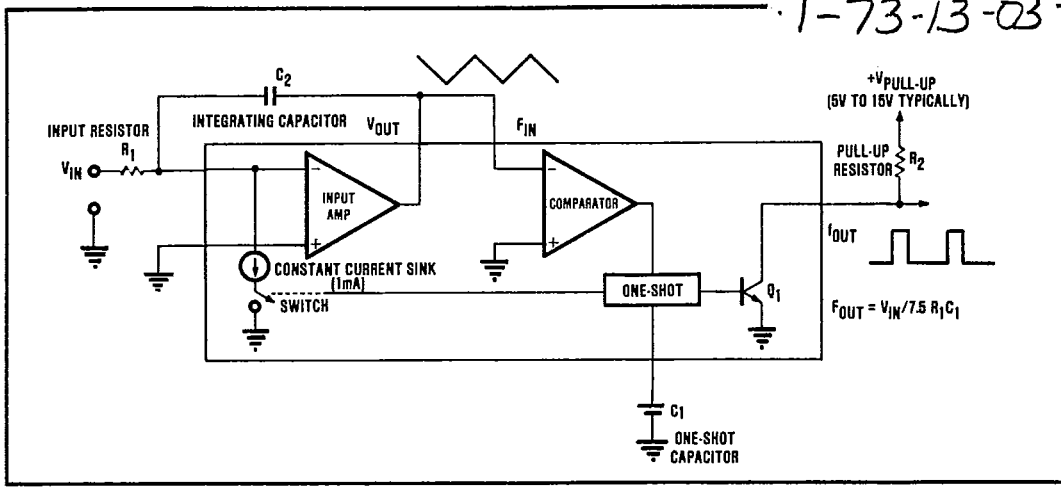 1-73-13-03
C2
INTEGRATING CAPACITOR
VOUT
FIN
+VPULL-UP
(5V TO 15V TYPICALLY)
INPUT RESISTOR
R1
VIN
PULL-UP
RESISTOR
R2
−
INPUT
AMP
+
−
COMPARATOR
+
fOUT
CONSTANT CURRENT SINK
(1mA)
SWITCH
ONE-SHOT
Q1
FOUT = VIN/7.5 R1C1
C1
ONE-SHOT
CAPACITOR